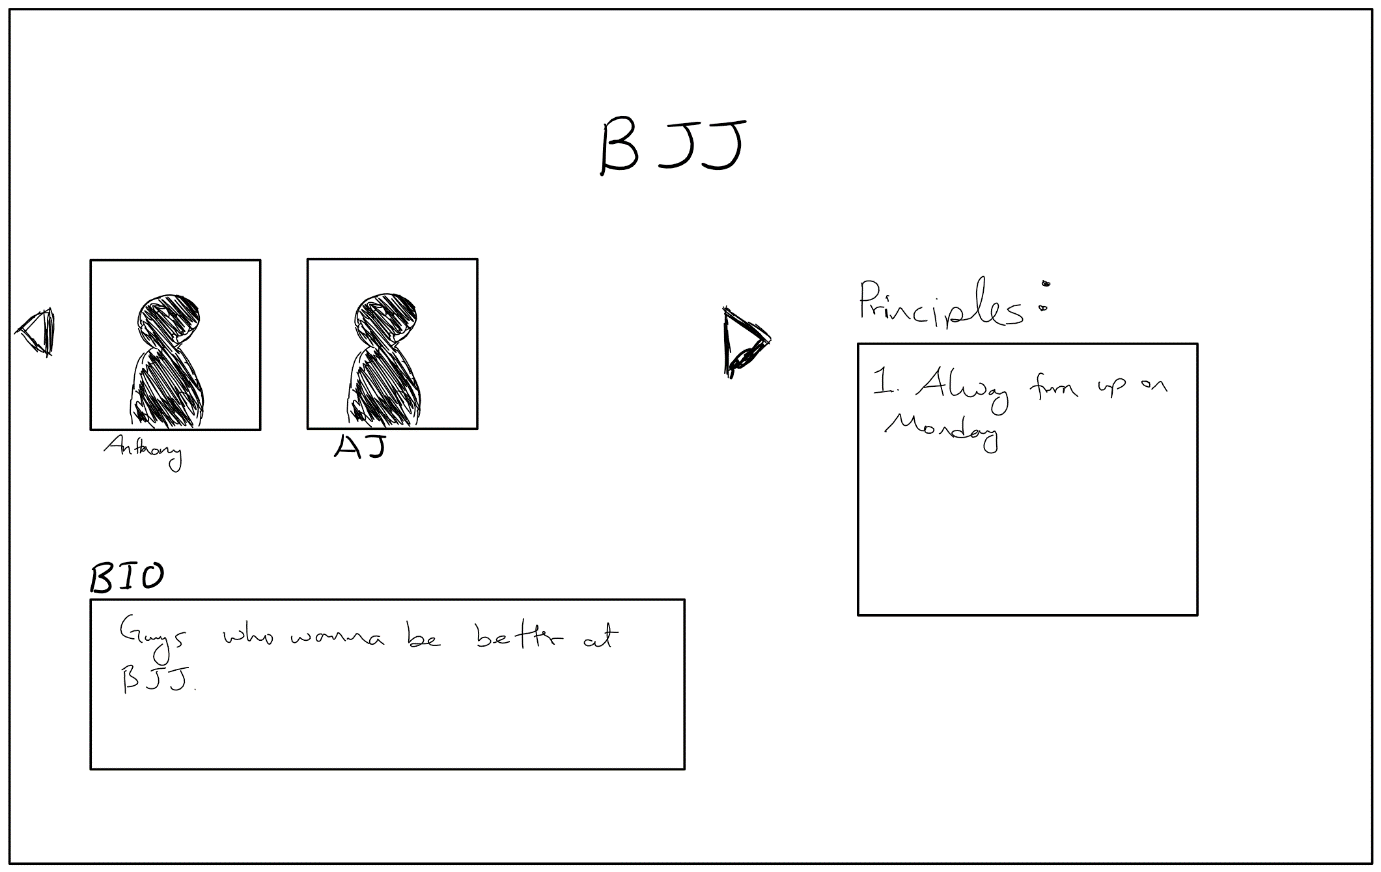 BJJ
Principles:
1. Alway turn up on
Monday
Anthony
AJ
BIO
Guys who wanna be better at
BJJ.